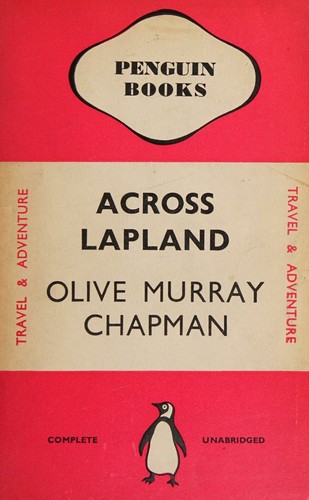 PENGUIN
BOOKS
TRAVEL & ADVENTURE
ACROSS
LAPLAND
OLIVE MURRAY
CHAPMAN
TRAVEL & ADVENTURE
COMPLETE
UNABRIDGED